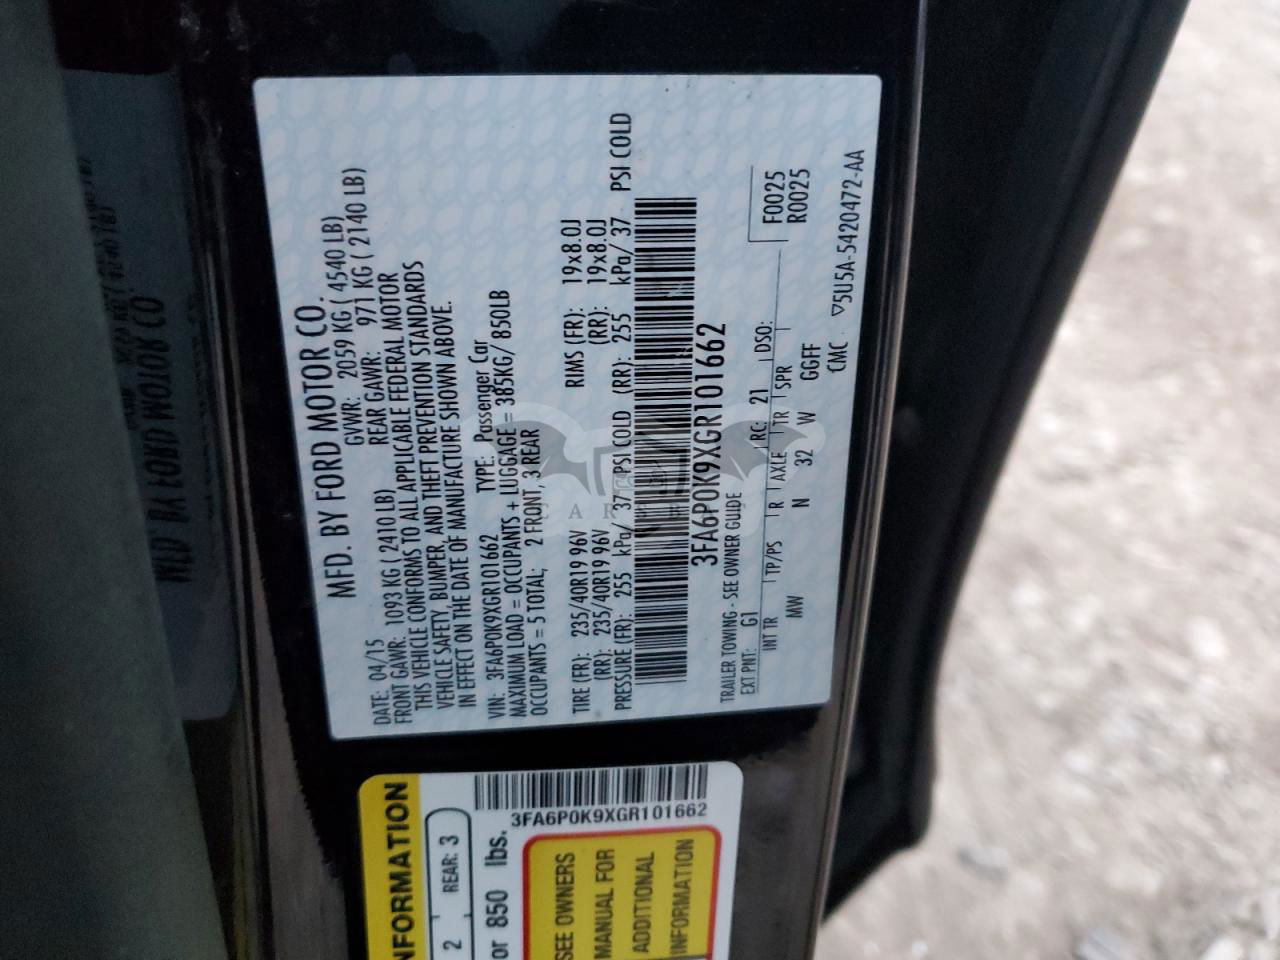 MFD. BY FORD MOTOR CO.
DATE: 04/15 GVWR: 2059 KG ( 4540 LB)
FRONT GAWR: 1093 KG ( 2410 LB) REAR GAWR: 971 KG ( 2140 LB)
THIS VEHICLE CONFORMS TO ALL APPLICABLE FEDERAL MOTOR
VEHICLE SAFETY, BUMPER, AND THEFT PREVENTION STANDARDS
IN EFFECT ON THE DATE OF MANUFACTURE SHOWN ABOVE.
VIN: 3FA6P0K9XGR101662 TYPE: Passenger Car
MAXIMUM LOAD = OCCUPANTS + LUGGAGE = 385KG/ 850LB
OCCUPANTS = 5 TOTAL; 2 FRONT, 3 REAR
TIRE (FR): 235/40R19 96V RIMS (FR): 19x8.0J
(RR): 235/40R19 96V (RR): 19x8.0J
PRESSURE (FR): 255 kPa/ 37 PSI COLD (RR): 255 kPa/ 37 PSI COLD
3FA6P0K9XGR101662
TRAILER TOWING - SEE OWNER GUIDE
EXT PNT: G1 RC: 21 DSO: F0025
R0025
INT TR TP/PS R AXLE TR SPR
MW N 32 W GGFF
CMC ▽5U5A-5420472-AA
NFORMATION
2 REAR: 3
or 850 lbs.
3FA6P0K9XGR101662
SEE OWNERS
MANUAL FOR
ADDITIONAL
INFORMATION